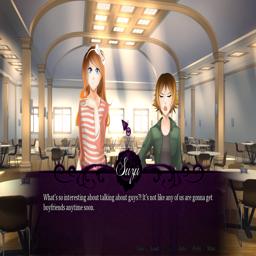 Suzu
What's so interesting about talking about guys?! It's not like any of us are gonna get
boyfriends anytime soon.